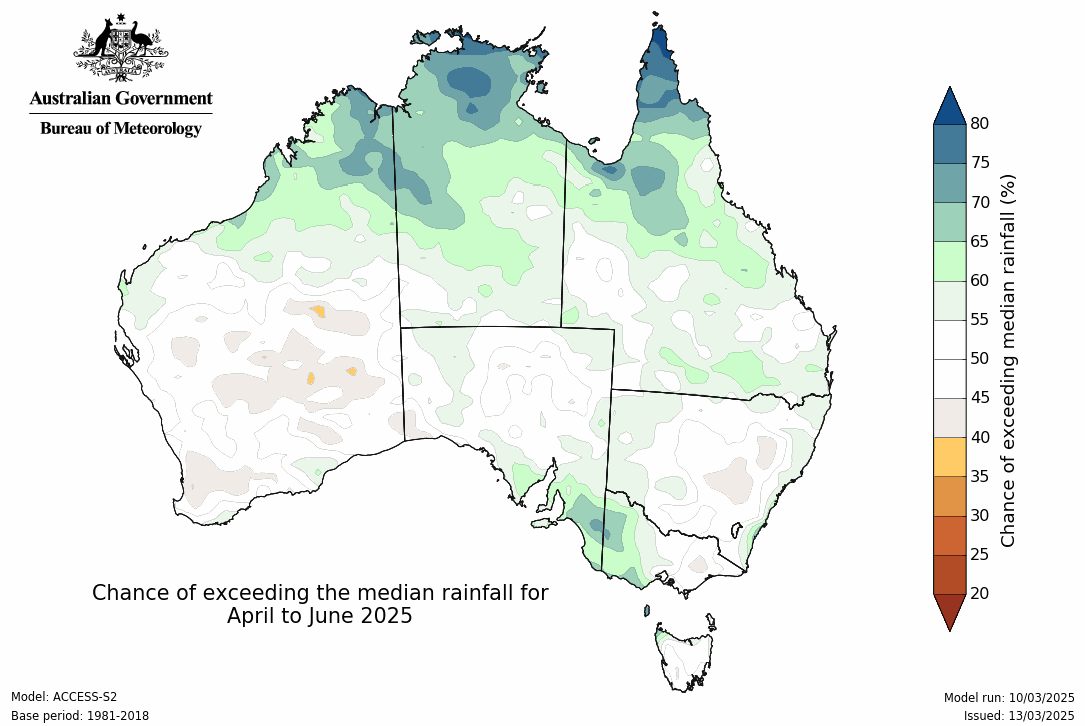 Australian Government
Bureau of Meteorology
80
75
70
65
60
55
50
45
40
35
30
25
20
Chance of exceeding median rainfall (%)
Chance of exceeding the median rainfall for
April to June 2025
Model: ACCESS-S2
Base period: 1981-2018
Model run: 10/03/2025
Issued: 13/03/2025